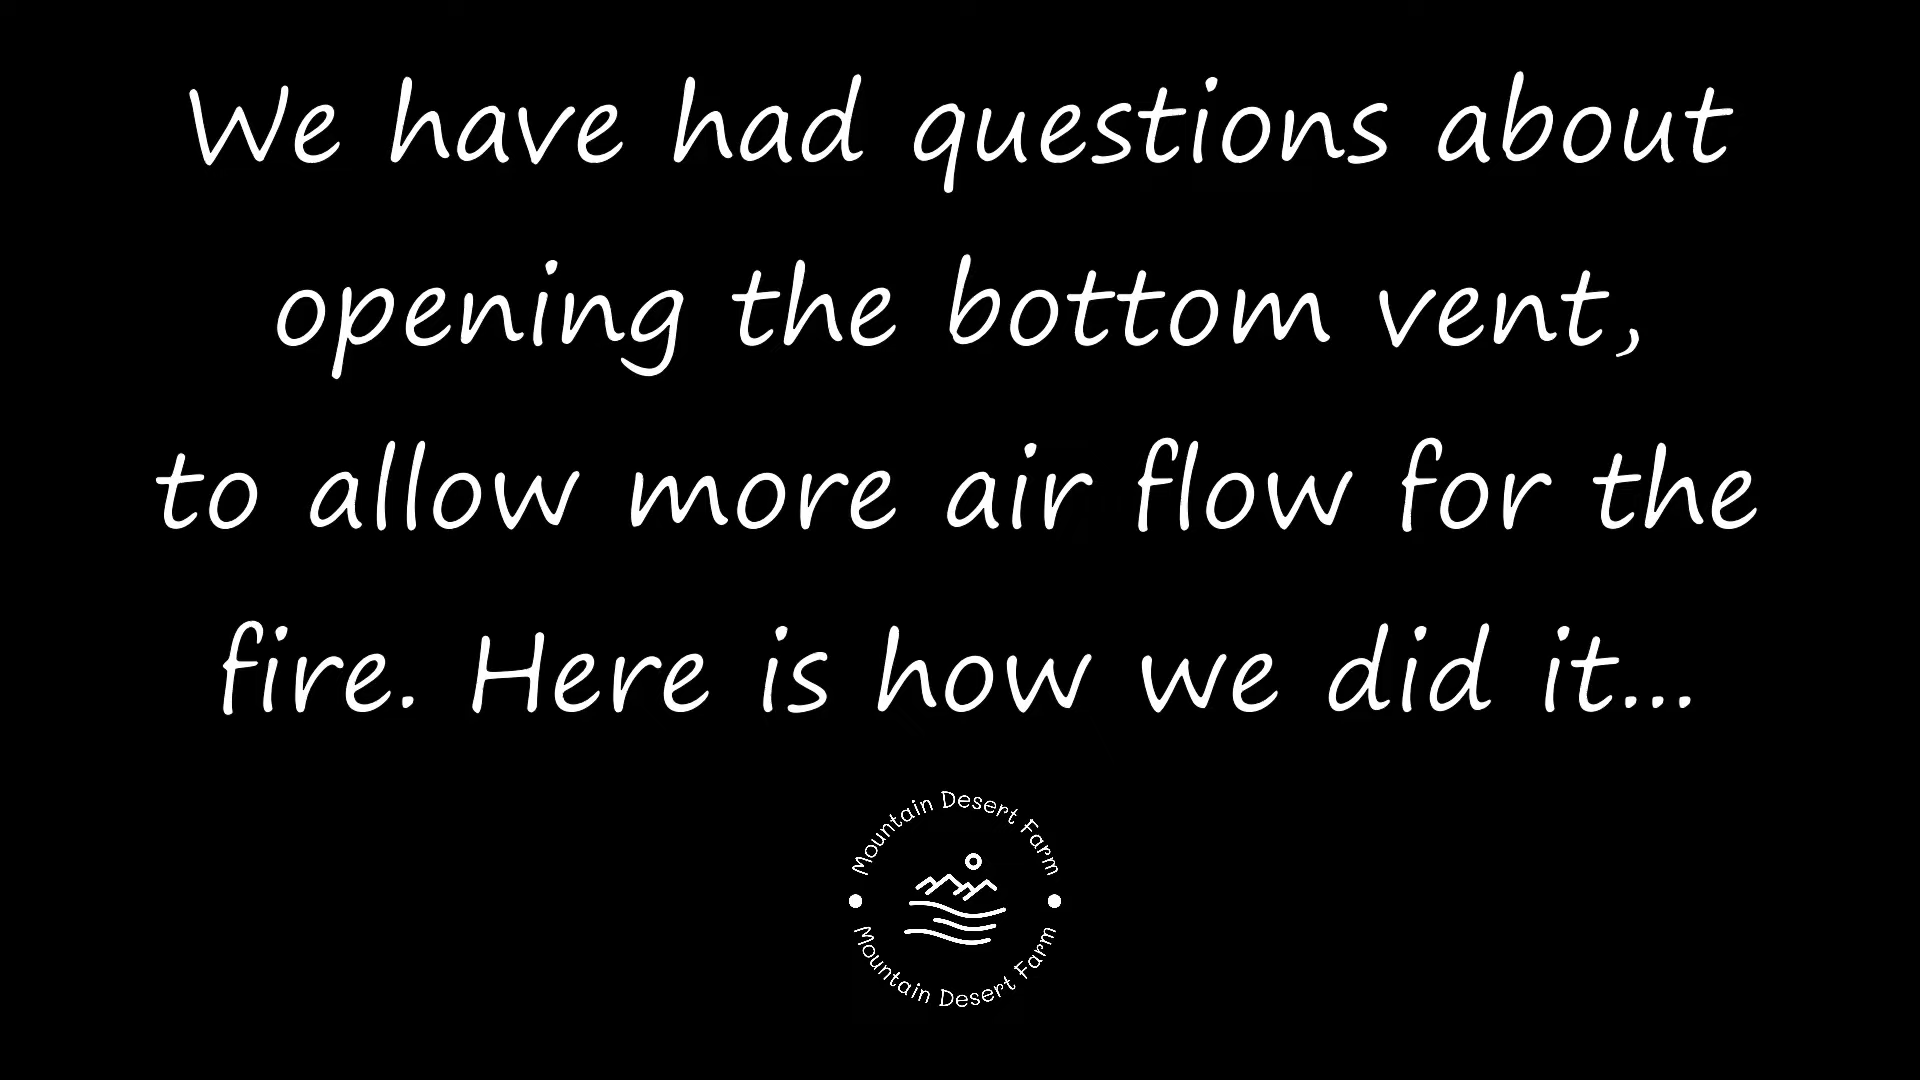 We have had questions about
opening the bottom vent,
to allow more air flow for the
fire. Here is how we did it...
Mountain Desert Farm
Mountain Desert Farm